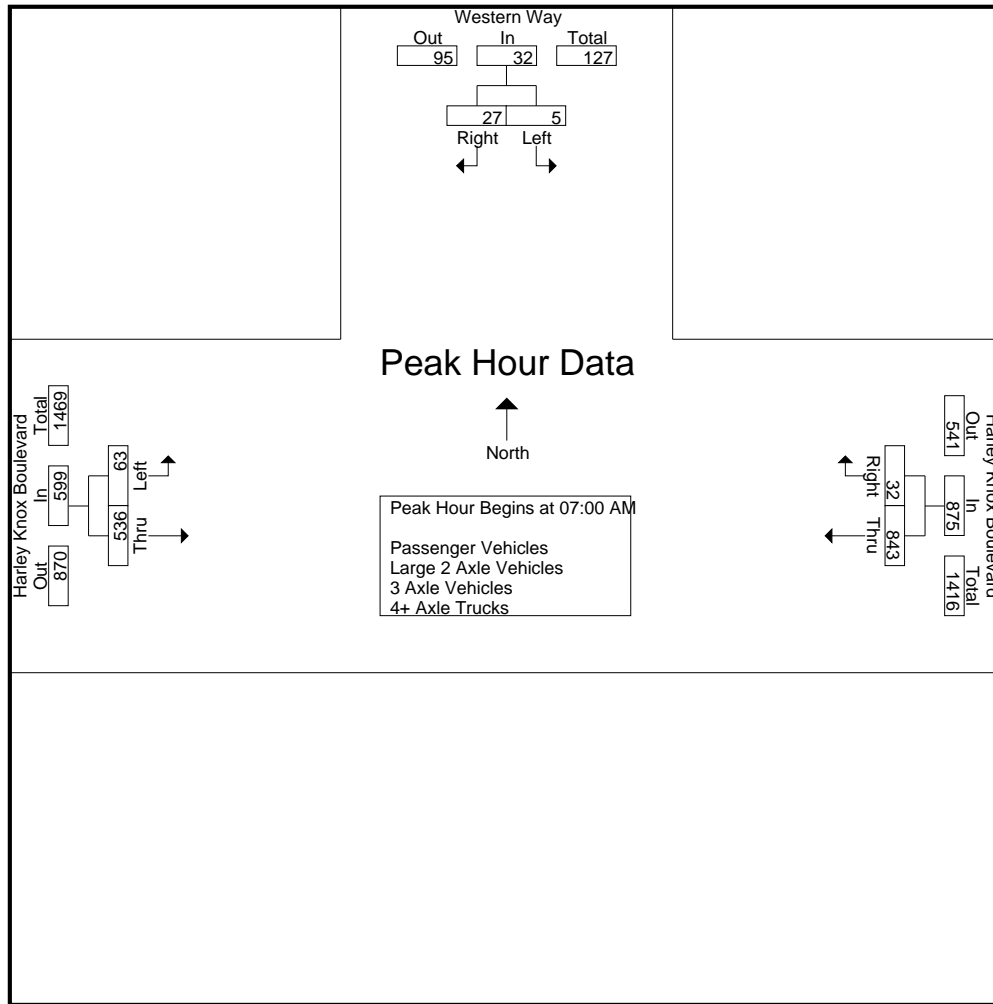 Western Way
Out In Total
95 32 127
27 5
Right Left
Peak Hour Data
North
Peak Hour Begins at 07:00 AM
Passenger Vehicles
Large 2 Axle Vehicles
3 Axle Vehicles
4+ Axle Trucks
Harley Knox Boulevard
Out In Total
870 599 1469
63
Left
536
Thru
Harley Knox Boulevard
Out In Total
541 875 1416
32 843
Right Thru